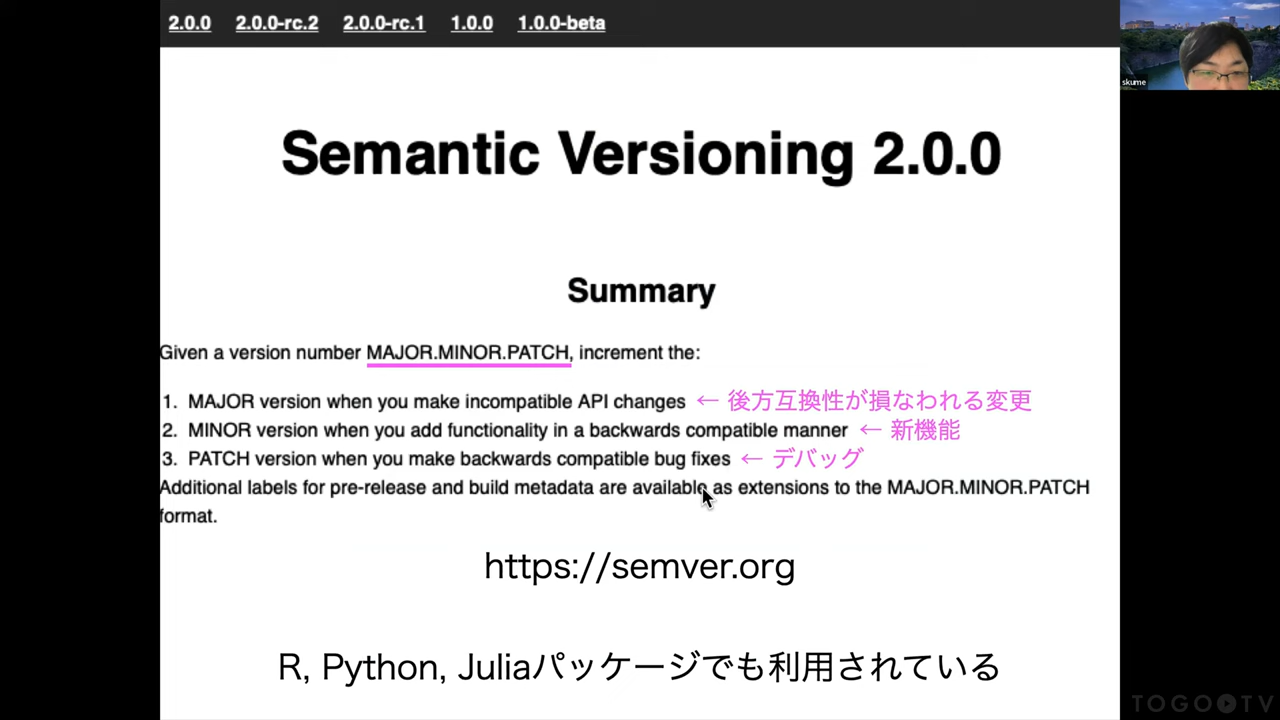 2.0.0 2.0.0-rc.2 2.0.0-rc.1 1.0.0 1.0.0-beta
skume
Semantic Versioning 2.0.0
Summary
Given a version number MAJOR.MINOR.PATCH, increment the:
1. MAJOR version when you make incompatible API changes ← 後方互換性が損なわれる変更
2. MINOR version when you add functionality in a backwards compatible manner ← 新機能
3. PATCH version when you make backwards compatible bug fixes ← デバッグ
Additional labels for pre-release and build metadata are available as extensions to the MAJOR.MINOR.PATCH
format.
https://semver.org
R, Python, Juliaパッケージでも利用されている
TOGOTV